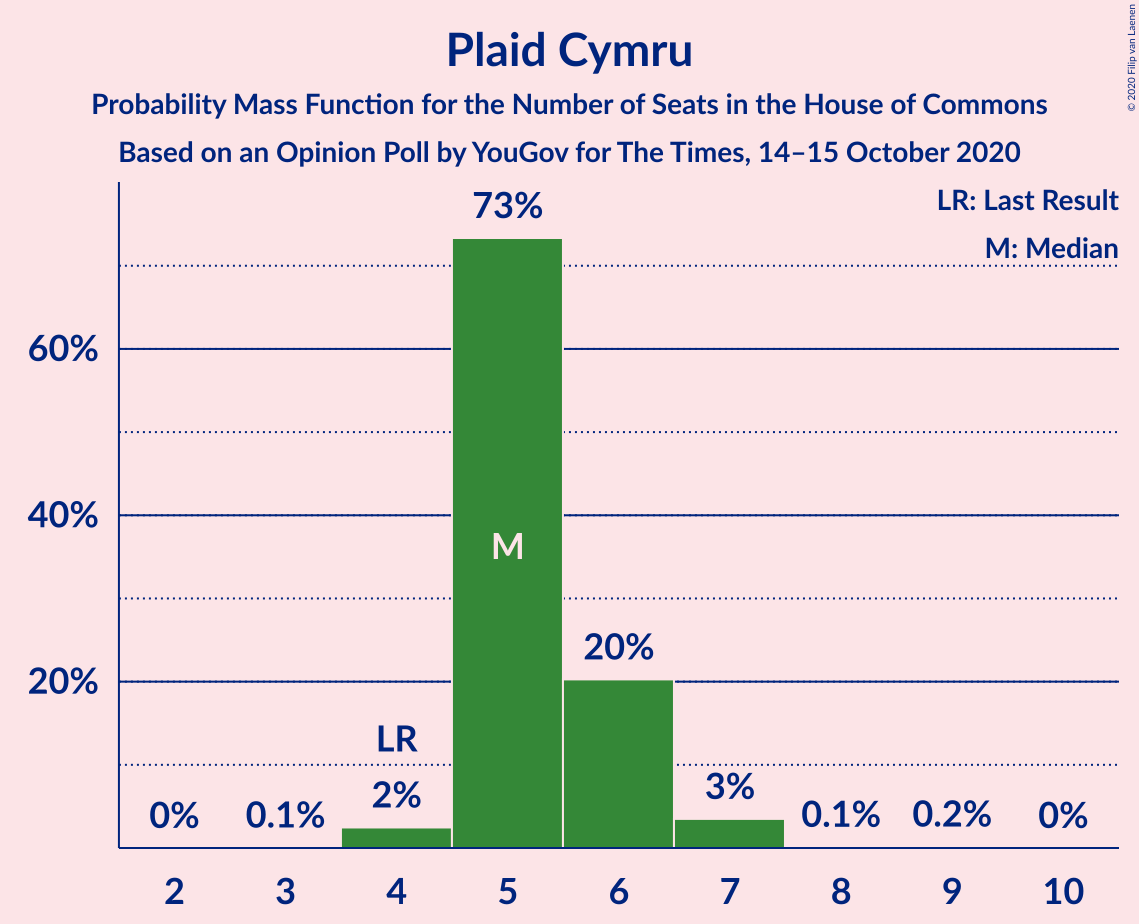 Plaid Cymru
Probability Mass Function for the Number of Seats in the House of Commons
Based on an Opinion Poll by YouGov for The Times, 14–15 October 2020
© 2020 Filip van Laenen
LR: Last Result
M: Median
73%
60%
40%
M
20%
20%
LR
0%
0.1%
2%
3%
0.1%
0.2%
0%
2 3 4 5 6 7 8 9 10